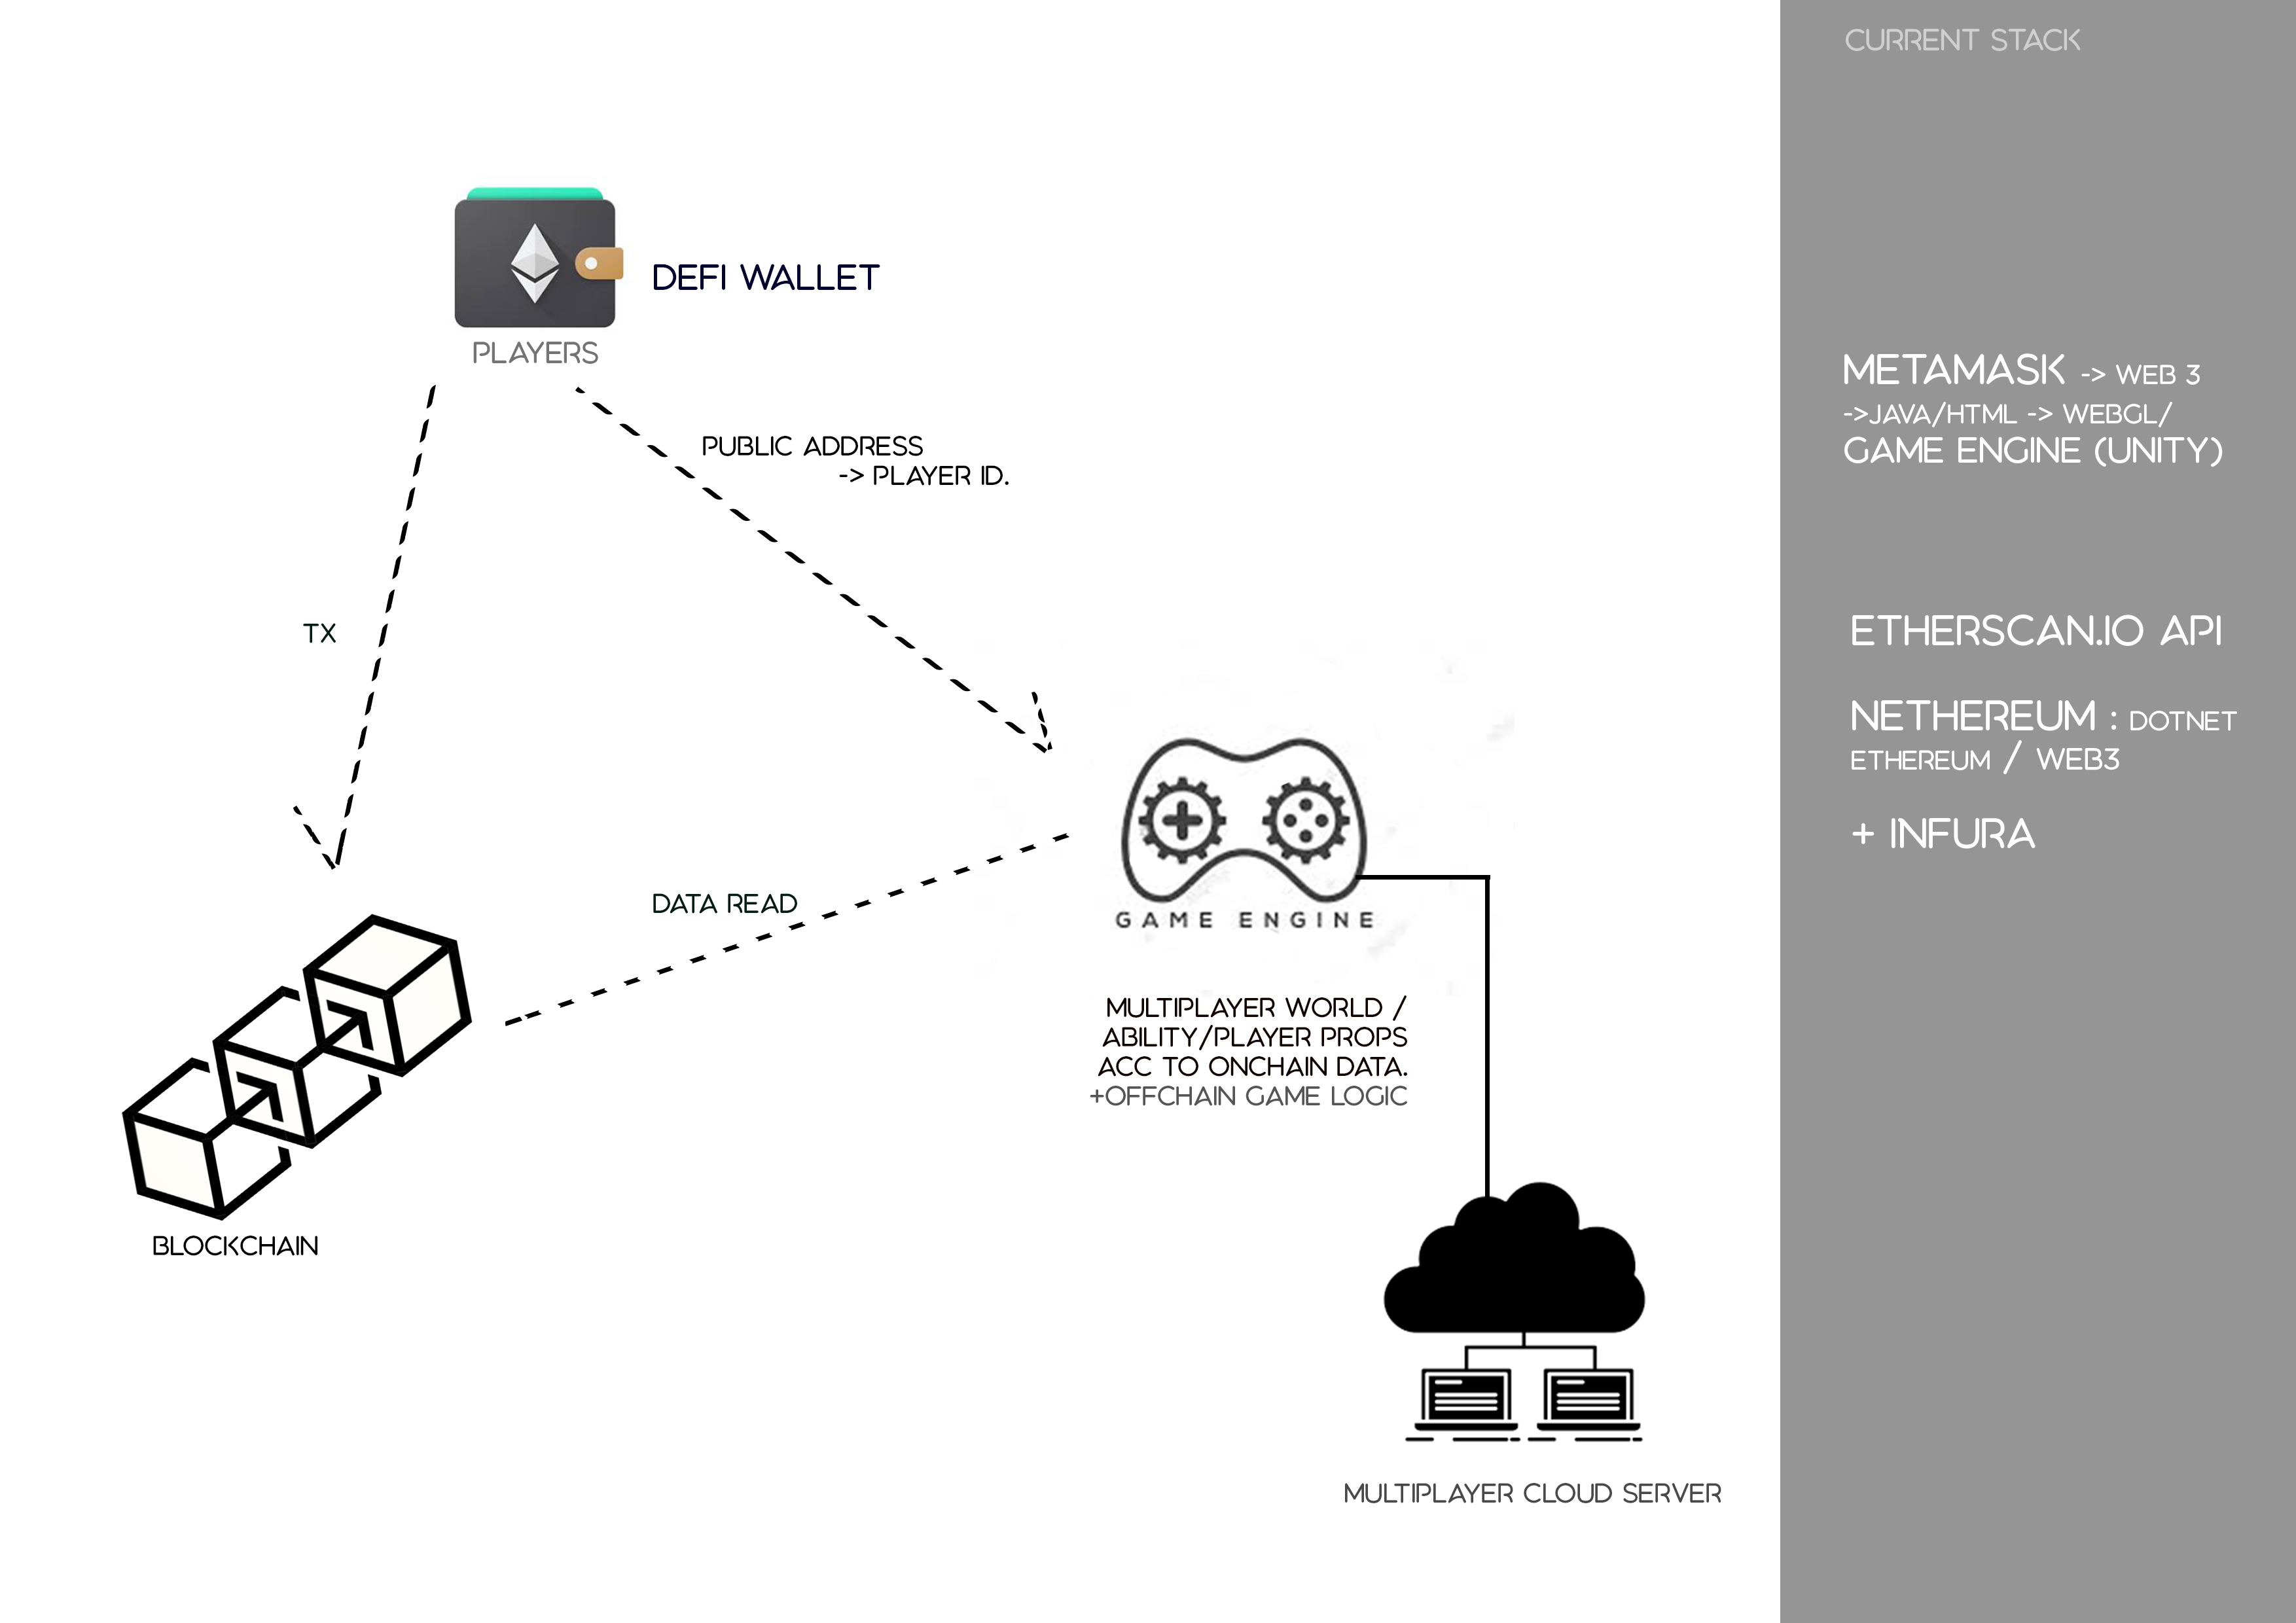 CURRENT STACK
DEFI WALLET
PLAYERS
PUBLIC ADDRESS
-> PLAYER ID.
TX
DATA READ
GAME ENGINE
MULTIPLAYER WORLD /
ABILITY/PLAYER PROPS
ACC TO ONCHAIN DATA.
+OFFCHAIN GAME LOGIC
BLOCKCHAIN
MULTIPLAYER CLOUD SERVER
METAMASK -> WEB 3
->JAVA/HTML -> WEBGL/
GAME ENGINE (UNITY)
ETHERSCAN.IO API
NETHEREUM : DOTNET
ETHEREUM / WEB3
+ INFURA